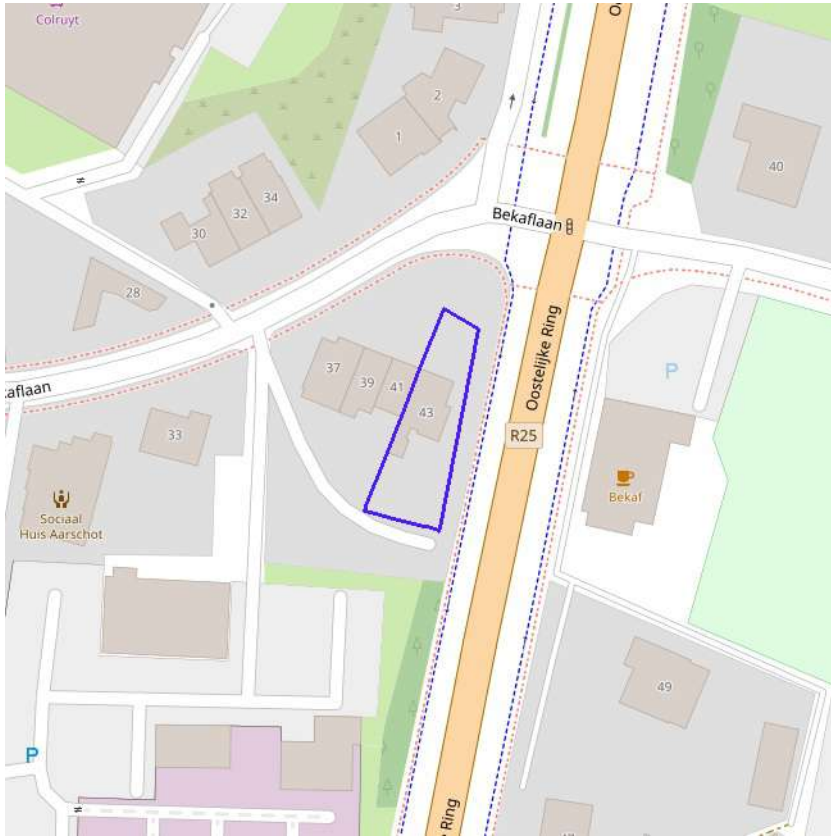 Colruyt
3
O
2
1
40
34
32
30
Bekaflaan
28
Oostelijke Ring
37
39
41
43
P
kaflaan
R25
33
Bekaf
Sociaal
Huis Aarschot
49
P
Ring